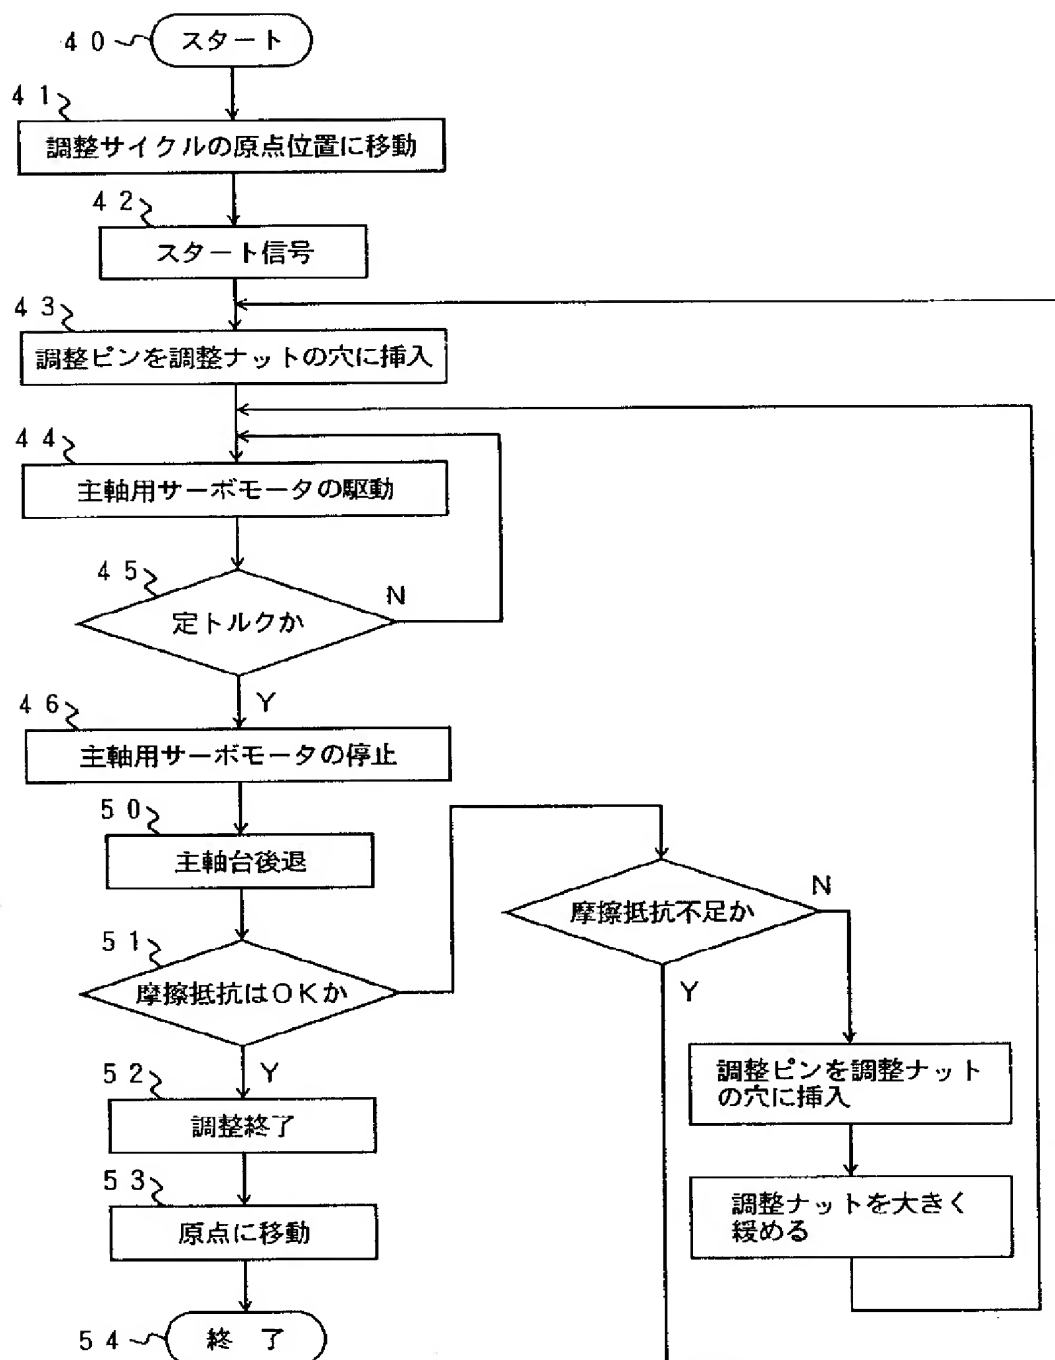 40 スタート
41
調整サイクルの原点位置に移動
42
スタート信号
43
調整ピンを調整ナットの穴に挿入
44
主軸用サーボモータの駆動
45
定トルクか
N
Y
46
主軸用サーボモータの停止
50
主軸台後退
51
摩擦抵抗はOKか
Y
52
調整終了
53
原点に移動
54 終 了
摩擦抵抗不足か
N
Y
調整ピンを調整ナット
の穴に挿入
調整ナットを大きく
緩める